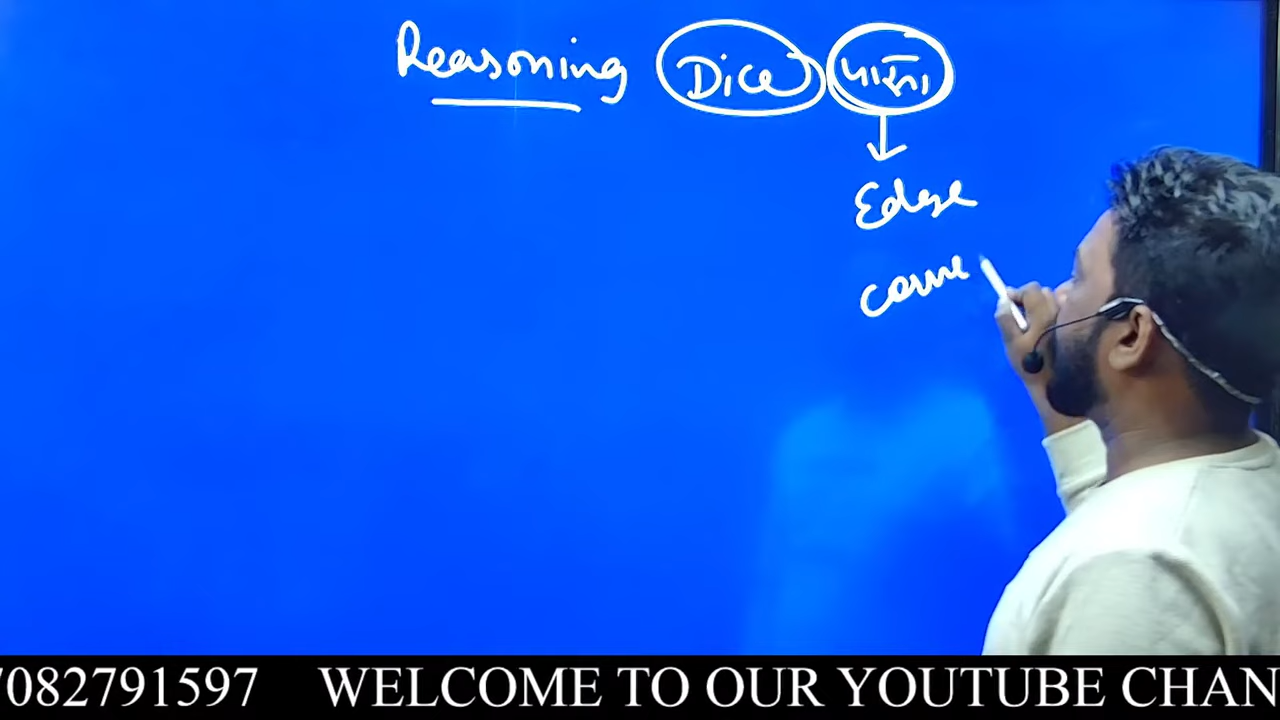 Reasoning Dice पासा
Edge
corne
7082791597 WELCOME TO OUR YOUTUBE CHAN